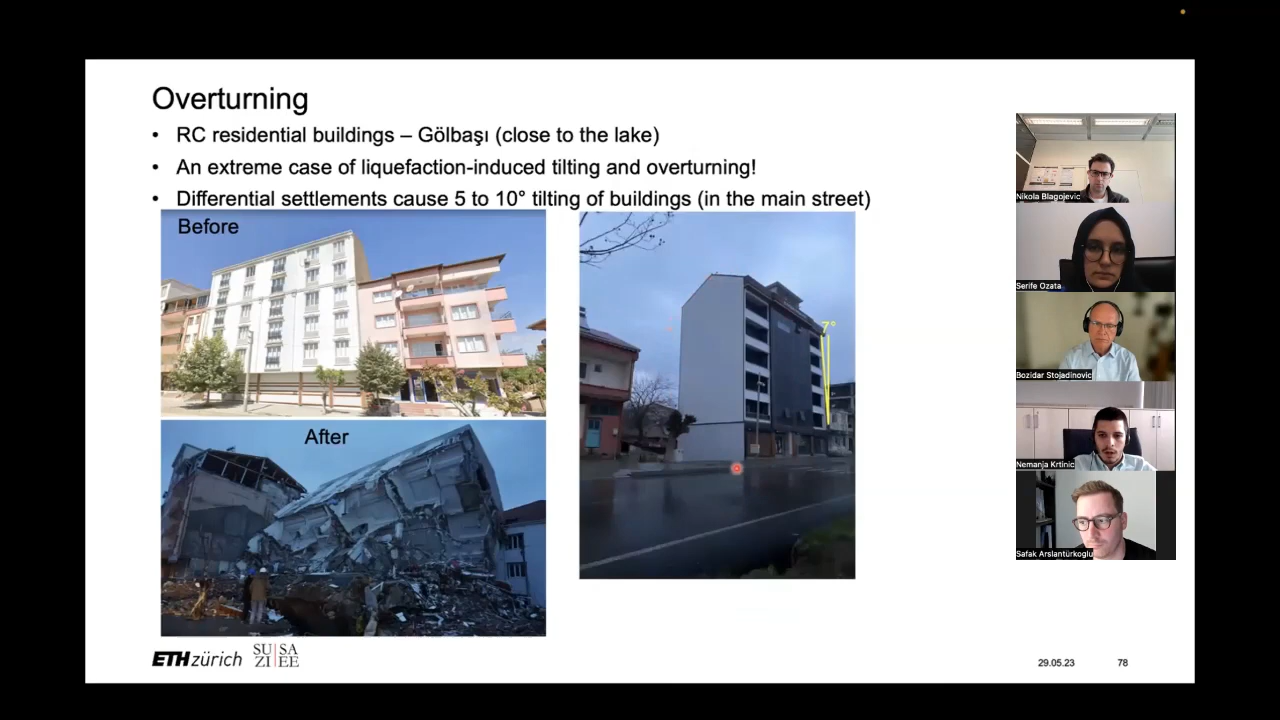 Overturning
• RC residential buildings – Gölbaşı (close to the lake)
• An extreme case of liquefaction-induced tilting and overturning!
• Differential settlements cause 5 to 10° tilting of buildings (in the main street)
Before
After
7°
Nikola Blagojevic
Serife Ozata
Bozidar Stojadinovic
Nemanja Krtinic
Safak Arslantürkoglu
ETH zürich
SU|SA
ZI|EE
29.05.23
78